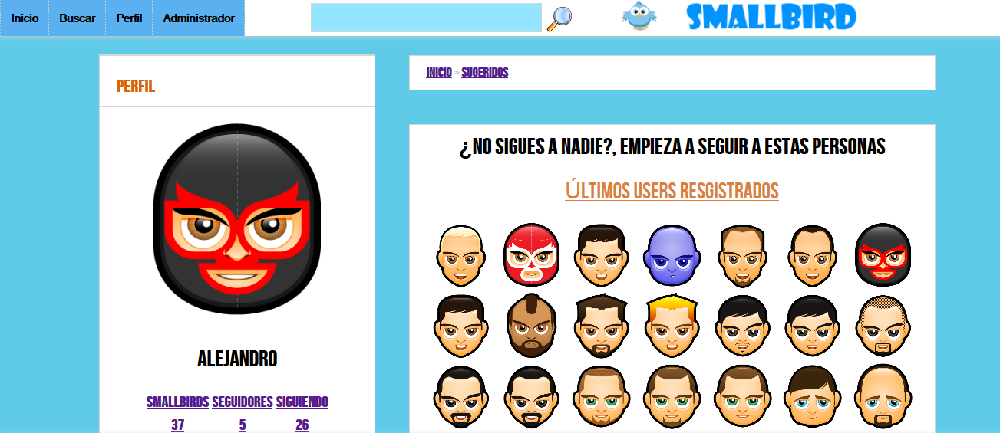 Inicio Buscar Perfil Administrador
SMALLBIRD
PERFIL
ALEJANDRO
SMALLBIRDS SEGUIDORES SIGUIENDO
37 5 26
INICIO > SUGERIDOS
¿NO SIGUES A NADIE?, EMPIEZA A SEGUIR A ESTAS PERSONAS
ÚLTIMOS USERS RESGISTRADOS